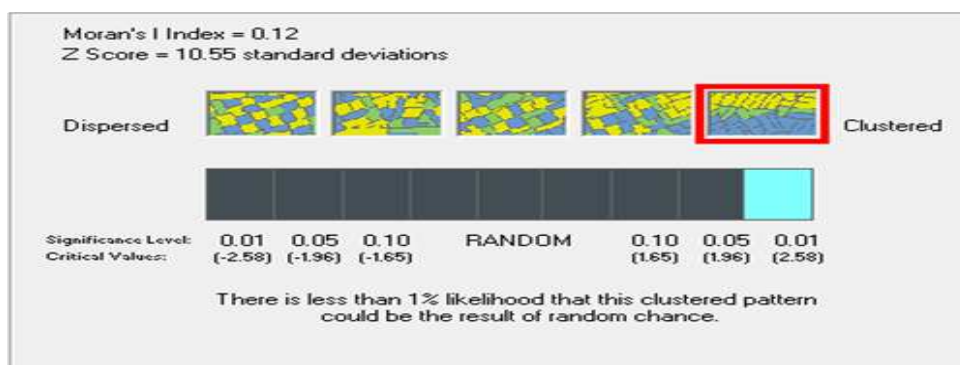 Moran's I Index = 0.12
Z Score = 10.55 standard deviations
Dispersed
Clustered
Significance Level: 0.01 0.05 0.10 RANDOM 0.10 0.05 0.01
Critical Values: (-2.58) (-1.96) (-1.65) (1.65) (1.96) (2.58)
There is less than 1% likelihood that this clustered pattern
could be the result of random chance.